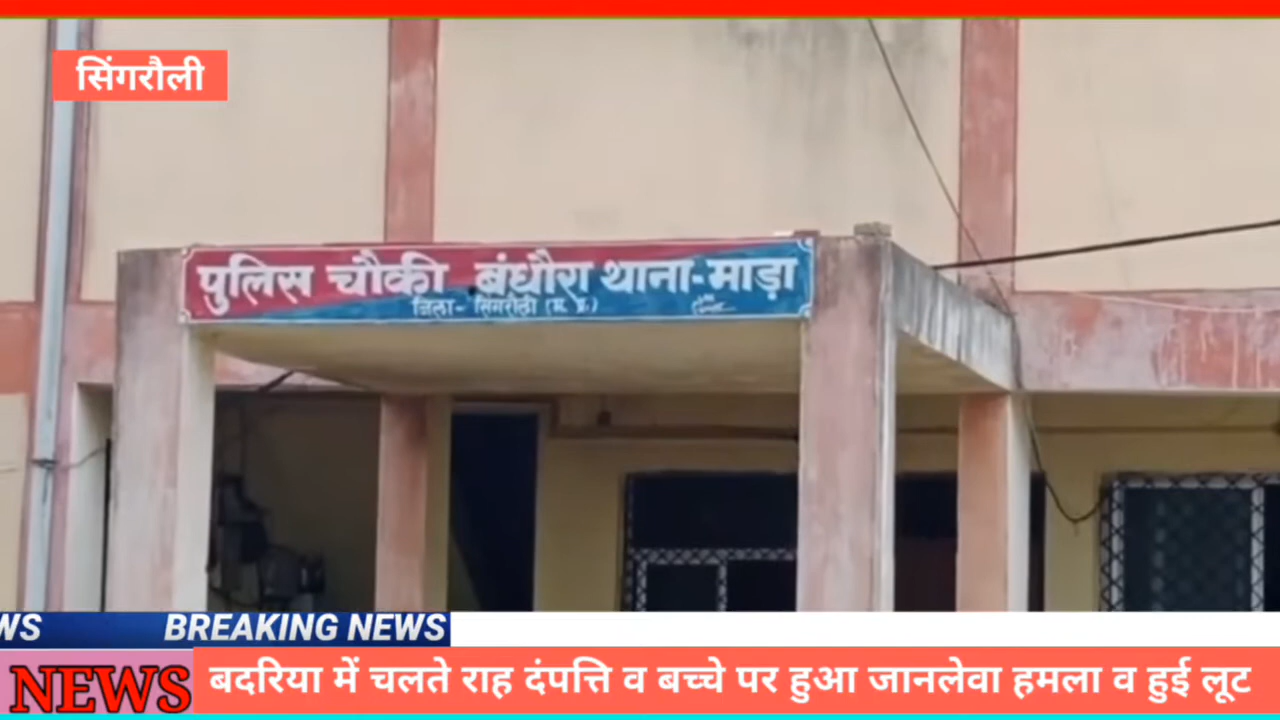 सिंगरौली
पुलिस चौकी बंधौरा थाना-माड़ा
जिला- सिंगरौली (म. प्र.)
WS BREAKING NEWS
NEWS
बदरिया में चलते राह दंपत्ति व बच्चे पर हुआ जानलेवा हमला व हुई लूट